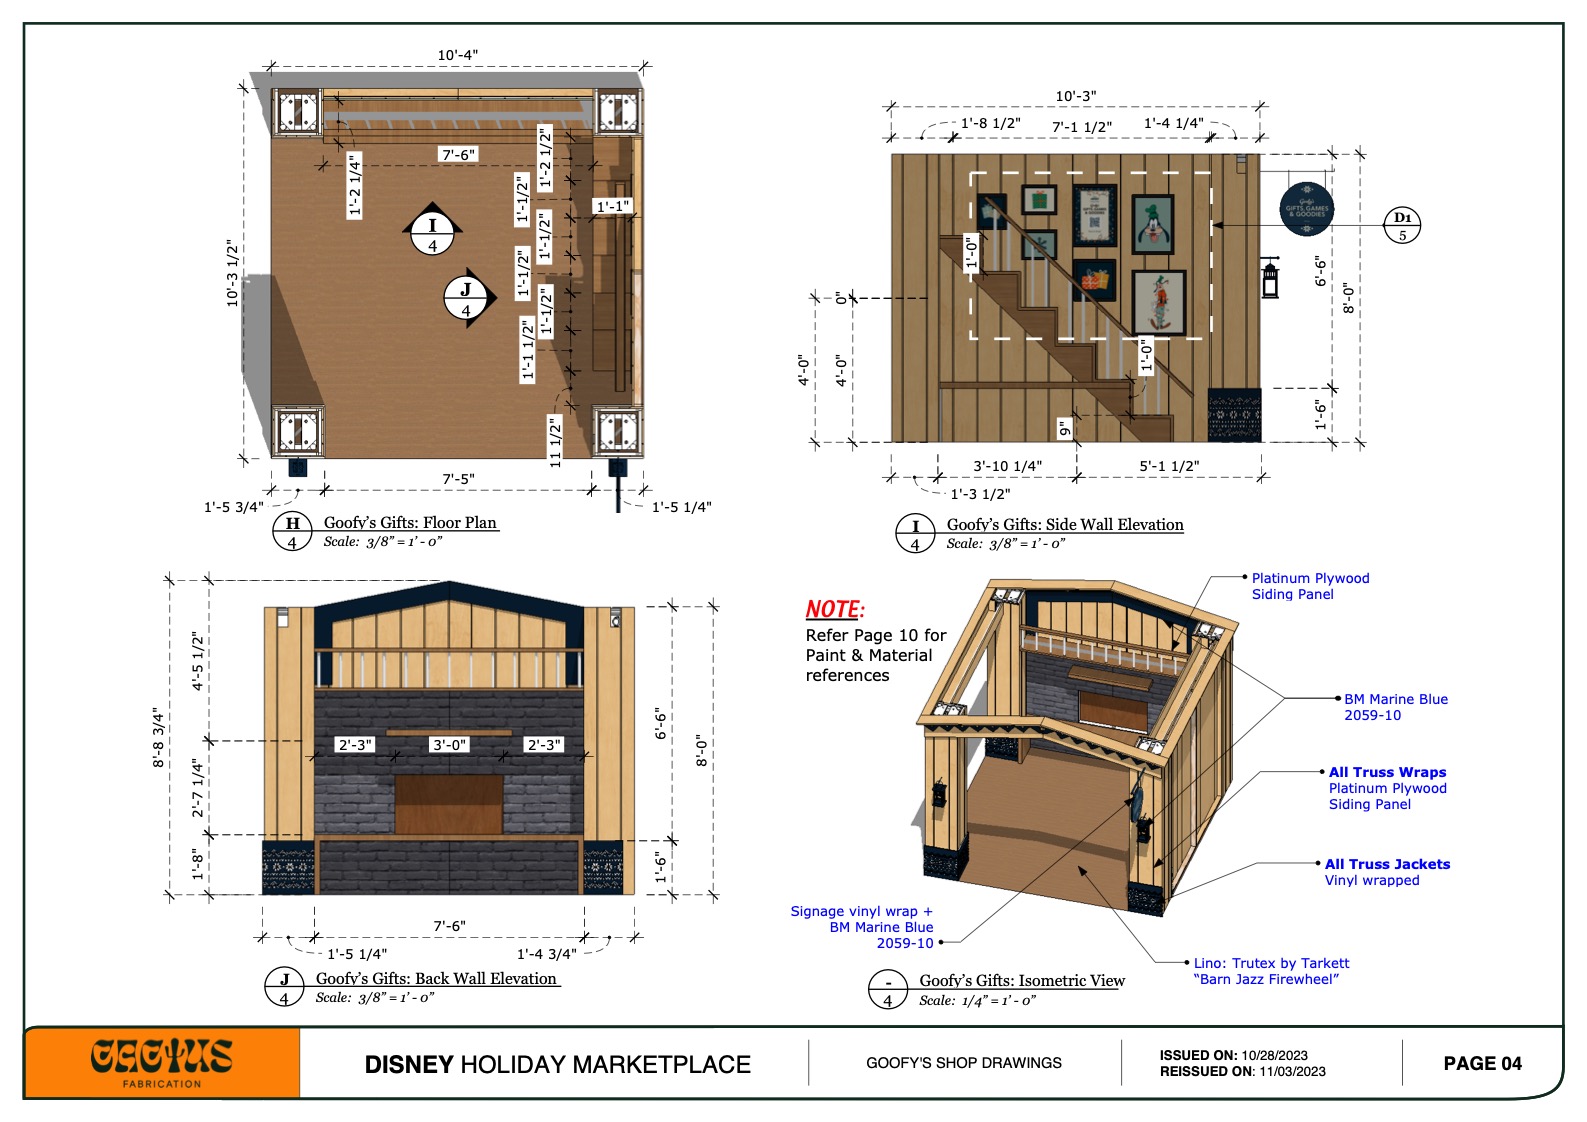 10'-4"
10'-3 1/2"
1'-2 1/4"
7'-6"
1'-2 1/2"
1'-1/2"
1'-1/2"
1'-1/2"
1'-1/2"
1'-1 1/2"
11 1/2"
1'-1"
I
4
J
4
7'-5"
1'-5 3/4"
1'-5 1/4"
H
4
Goofy's Gifts: Floor Plan
Scale: 3/8" = 1' - 0"
10'-3"
1'-8 1/2"
7'-1 1/2"
1'-4 1/4"
Goofy's
GIFTS, GAMES
& GOODIES
D1
5
1'-0"
1'-0"
0"
4'-0"
4'-0"
6'-6"
8'-0"
1'-6"
9"
3'-10 1/4"
5'-1 1/2"
1'-3 1/2"
I
4
Goofy's Gifts: Side Wall Elevation
Scale: 3/8" = 1' - 0"
8'-8 3/4"
4'-5 1/2"
2'-7 1/4"
1'-8"
2'-3"
3'-0"
2'-3"
6'-6"
8'-0"
1'-6"
7'-6"
1'-5 1/4"
1'-4 3/4"
J
4
Goofy's Gifts: Back Wall Elevation
Scale: 3/8" = 1' - 0"
NOTE:
Refer Page 10 for
Paint & Material
references
Platinum Plywood
Siding Panel
BM Marine Blue
2059-10
All Truss Wraps
Platinum Plywood
Siding Panel
All Truss Jackets
Vinyl wrapped
Signage vinyl wrap +
BM Marine Blue
2059-10
Lino: Trutex by Tarkett
"Barn Jazz Firewheel"
-
4
Goofy's Gifts: Isometric View
Scale: 1/4" = 1' - 0"
CACTUS
FABRICATION
DISNEY HOLIDAY MARKETPLACE
GOOFY'S SHOP DRAWINGS
ISSUED ON: 10/28/2023
REISSUED ON: 11/03/2023
PAGE 04